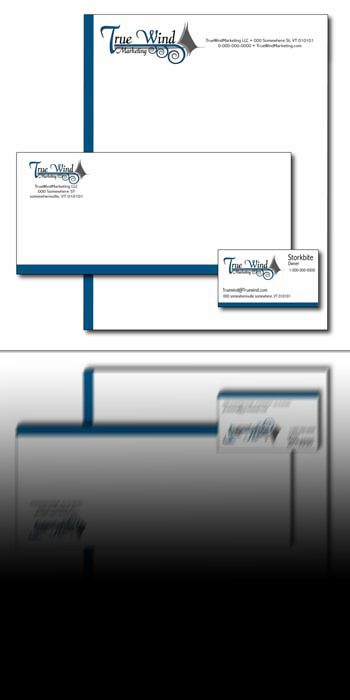 True Wind
Marketing
TrueWindMarketing LLC • 000 Somewhere St, VT 010101
0-000-000-0000 • TrueWindMarketing.com
True Wind
Marketing
TrueWindMarketing LLC
000 Somewhere ST
somewhereville, VT 010101
True Wind
Marketing
Storkbite
Owner
1-000-000-0000
Truewind@Truewind.com
000 somewhereville somewhere, VT 010101